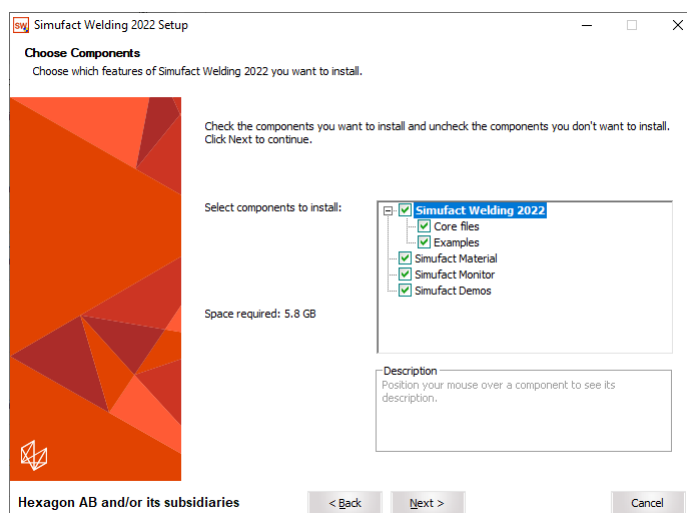 SW Simufact Welding 2022 Setup
Choose Components
Choose which features of Simufact Welding 2022 you want to install.
Check the components you want to install and uncheck the components you don't want to install.
Click Next to continue.
Select components to install:
Simufact Welding 2022
Core files
Examples
Simufact Material
Simufact Monitor
Simufact Demos
Space required: 5.8 GB
Description
Position your mouse over a component to see its
description.
Hexagon AB and/or its subsidiaries
< Back
Next >
Cancel